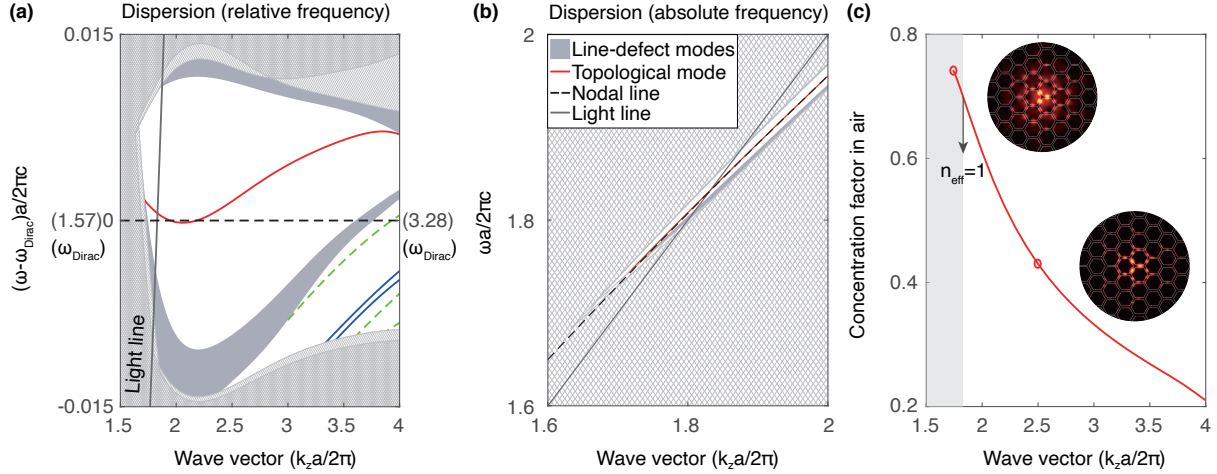 (a) Dispersion (relative frequency)
0.015
(ω-ω_Dirac)a/2πc
(1.57)0
(ω_Dirac)
(3.28)
(ω_Dirac)
Light line
-0.015
1.5 2 2.5 3 3.5 4
Wave vector (k_z a/2π)
(b) Dispersion (absolute frequency)
Line-defect modes
Topological mode
Nodal line
Light line
2
1.8
1.6
ωa/2πc
1.6 1.8 2
Wave vector (k_z a/2π)
(c)
0.8
0.6
0.4
0.2
Concentration factor in air
n_eff=1
1.5 2 2.5 3 3.5 4
Wave vector (k_z a/2π)